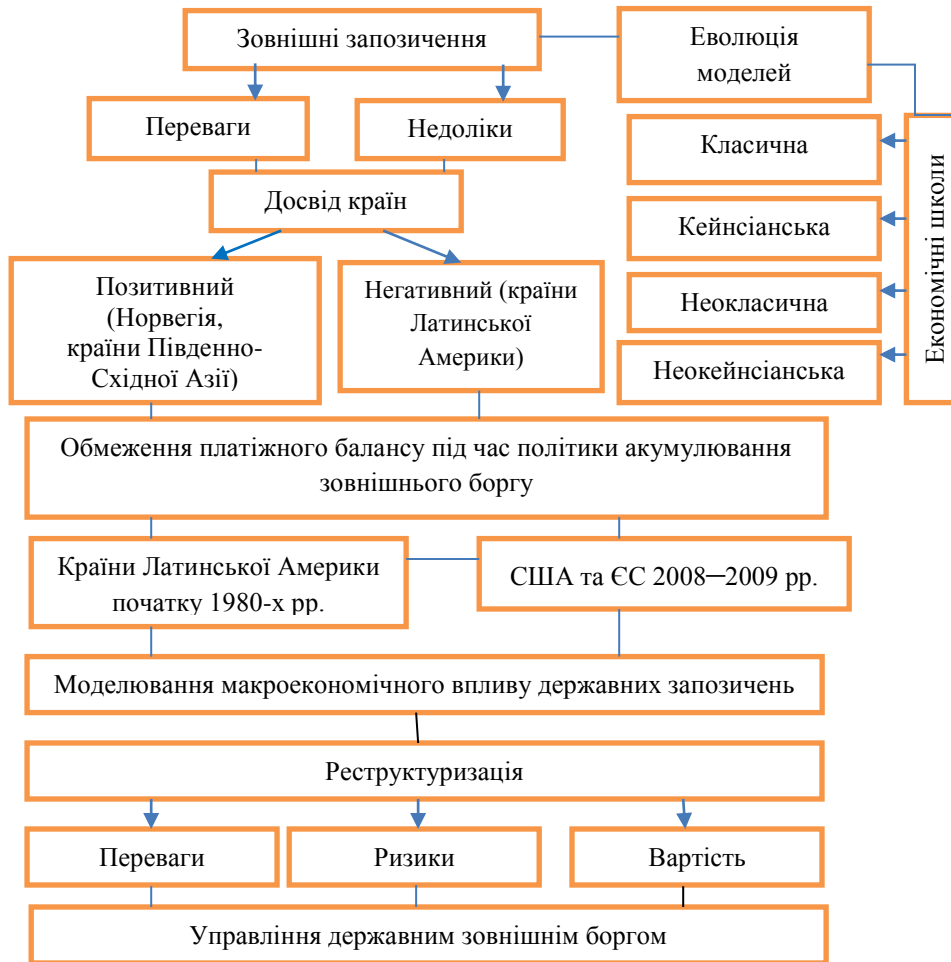 Зовнішні запозичення
Еволюція
моделей
Переваги
Недоліки
Класична
Досвід країн
Кейнсіанська
Економічні школи
Позитивний
(Норвегія,
країни Південно-
Східної Азії)
Негативний (країни
Латинської
Америки)
Неокласична
Неокейнсіанська
Обмеження платіжного балансу під час політики акумулювання
зовнішнього боргу
Країни Латинської Америки
початку 1980-х рр.
США та ЄС 2008—2009 рр.
Моделювання макроекономічного впливу державних запозичень
Реструктуризація
Переваги
Ризики
Вартість
Управління державним зовнішнім боргом